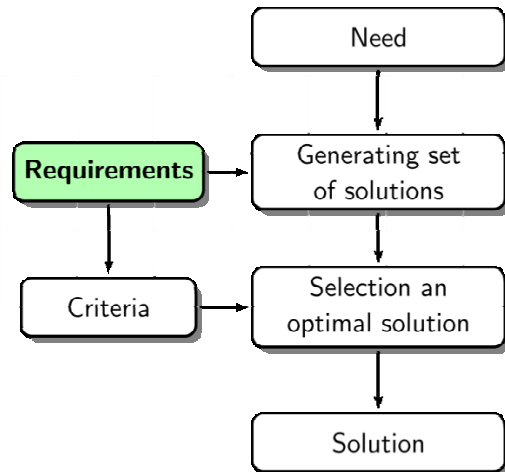 Need
Requirements
Generating set
of solutions
Criteria
Selection an
optimal solution
Solution